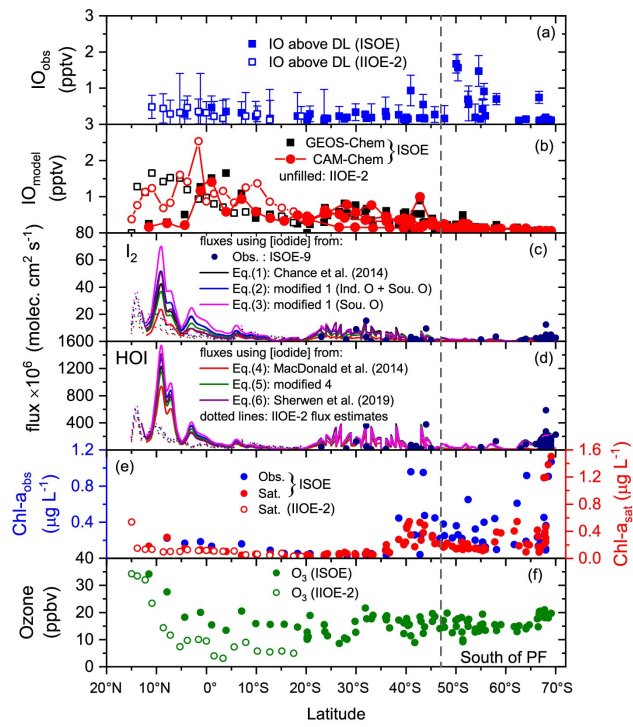 (a)
IO above DL (ISOE)
IO above DL (IIOE-2)
IOobs
(pptv)
3
2
1
3
(b)
GEOS-Chem
CAM-Chem
ISOE
unfilled: IIOE-2
IOmodel
(pptv)
2
1
80
(c)
fluxes using [iodide] from:
Obs. : ISOE-9
Eq.(1): Chance et al. (2014)
Eq.(2): modified 1 (Ind. O + Sou. O)
Eq.(3): modified 1 (Sou. O)
I2
60
40
20
1600
flux ×10⁶ (molec. cm² s⁻¹)
(d)
HOI
fluxes using [iodide] from:
Eq.(4): MacDonald et al. (2014)
Eq.(5): modified 4
Eq.(6): Sherwen et al. (2019)
dotted lines: IIOE-2 flux estimates
1200
800
400
1.2
(e)
Obs.
Sat.
ISOE
Sat. (IIOE-2)
Chl-aobs
(µg L⁻¹)
0.8
0.4
40
1.6
1.2
0.8
0.4
0.0
Chl-asat
(µg L⁻¹)
(f)
O3 (ISOE)
O3 (IIOE-2)
Ozone
(ppbv)
30
20
10
0
South of PF
20°N 10°N 0° 10°S 20°S 30°S 40°S 50°S 60°S 70°S
Latitude